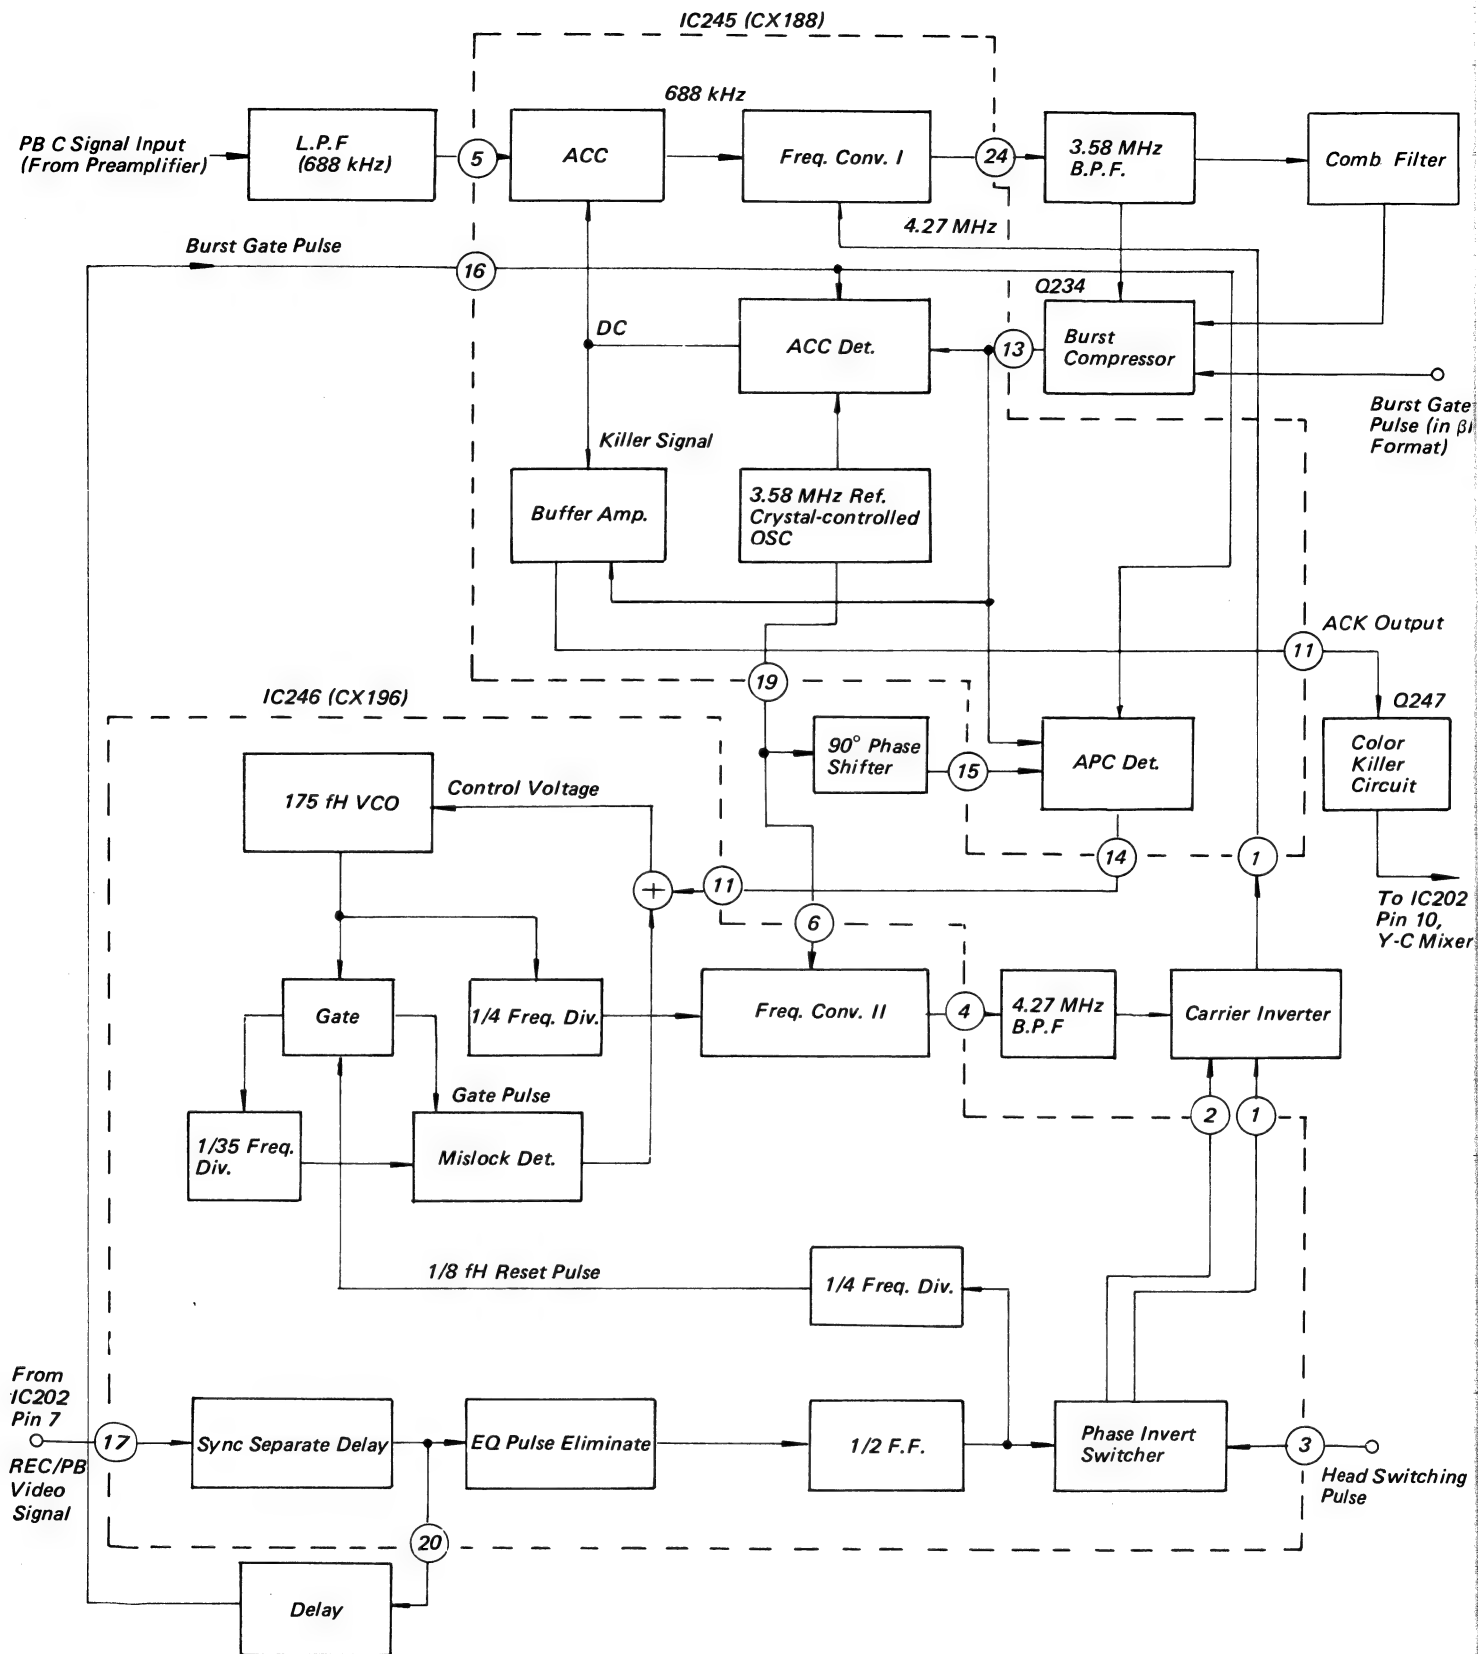 IC245 (CX188)
688 kHz
PB C Signal Input
(From Preamplifier)
L.P.F
(688 kHz)
5
ACC
Freq. Conv. I
24
3.58 MHz
B.P.F.
Comb Filter
4.27 MHz
Burst Gate Pulse
16
Q234
DC
ACC Det.
13
Burst
Compressor
Burst Gate
Pulse (in βI
Format)
Killer Signal
Buffer Amp.
3.58 MHz Ref.
Crystal-controlled
OSC
ACK Output
11
19
IC246 (CX196)
Q247
175 fH VCO
Control Voltage
90° Phase
Shifter
15
APC Det.
Color
Killer
Circuit
14
1
+
11
6
To IC202
Pin 10,
Y-C Mixer
Gate
1/4 Freq. Div.
Freq. Conv. II
4
4.27 MHz
B.P.F
Carrier Inverter
Gate Pulse
2
1
1/35 Freq.
Div.
Mislock Det.
1/8 fH Reset Pulse
1/4 Freq. Div.
From
IC202
Pin 7
17
Sync Separate Delay
EQ Pulse Eliminate
1/2 F.F.
Phase Invert
Switcher
3
REC/PB
Video
Signal
Head Switching
Pulse
20
Delay